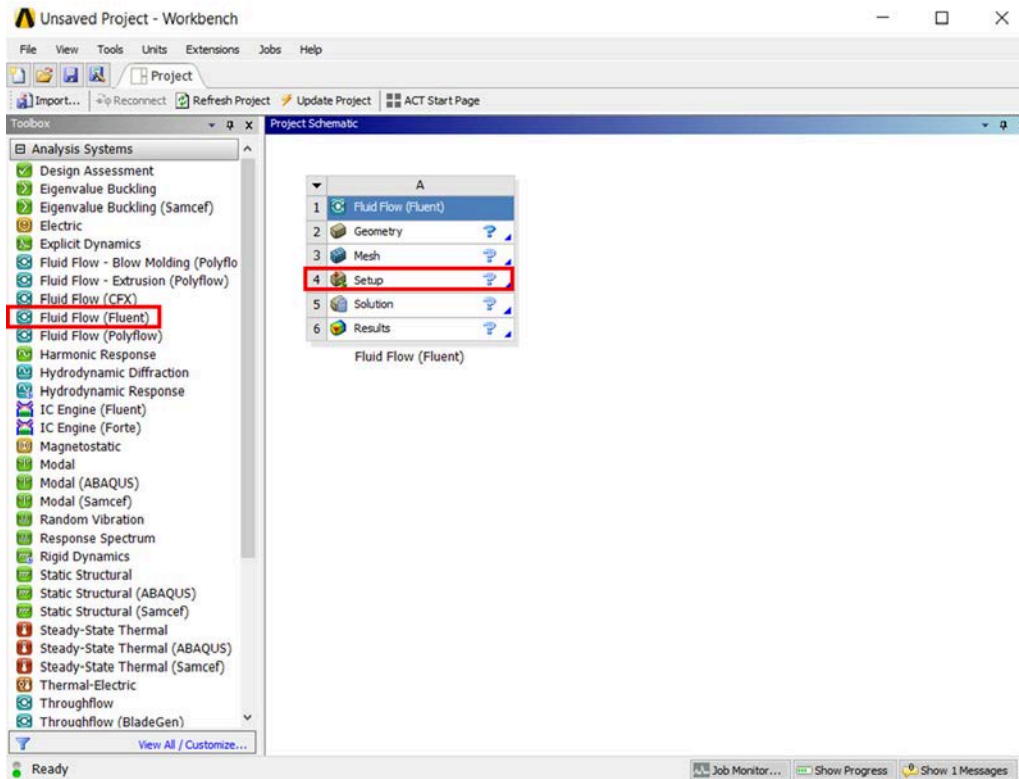 Unsaved Project - Workbench
File View Tools Units Extensions Jobs Help
Project
Import... Reconnect Refresh Project Update Project ACT Start Page
Toolbox
Project Schematic
Analysis Systems
Design Assessment
Eigenvalue Buckling
Eigenvalue Buckling (Samcef)
Electric
Explicit Dynamics
Fluid Flow - Blow Molding (Polyflo
Fluid Flow - Extrusion (Polyflow)
Fluid Flow (CFX)
Fluid Flow (Fluent)
Fluid Flow (Polyflow)
Harmonic Response
Hydrodynamic Diffraction
Hydrodynamic Response
IC Engine (Fluent)
IC Engine (Forte)
Magnetostatic
Modal
Modal (ABAQUS)
Modal (Samcef)
Random Vibration
Response Spectrum
Rigid Dynamics
Static Structural
Static Structural (ABAQUS)
Static Structural (Samcef)
Steady-State Thermal
Steady-State Thermal (ABAQUS)
Steady-State Thermal (Samcef)
Thermal-Electric
Throughflow
Throughflow (BladeGen)
View All / Customize...
A
1 Fluid Flow (Fluent)
2 Geometry ?
3 Mesh ?
4 Setup ?
5 Solution ?
6 Results ?
Fluid Flow (Fluent)
Ready
Job Monitor... Show Progress Show 1 Messages